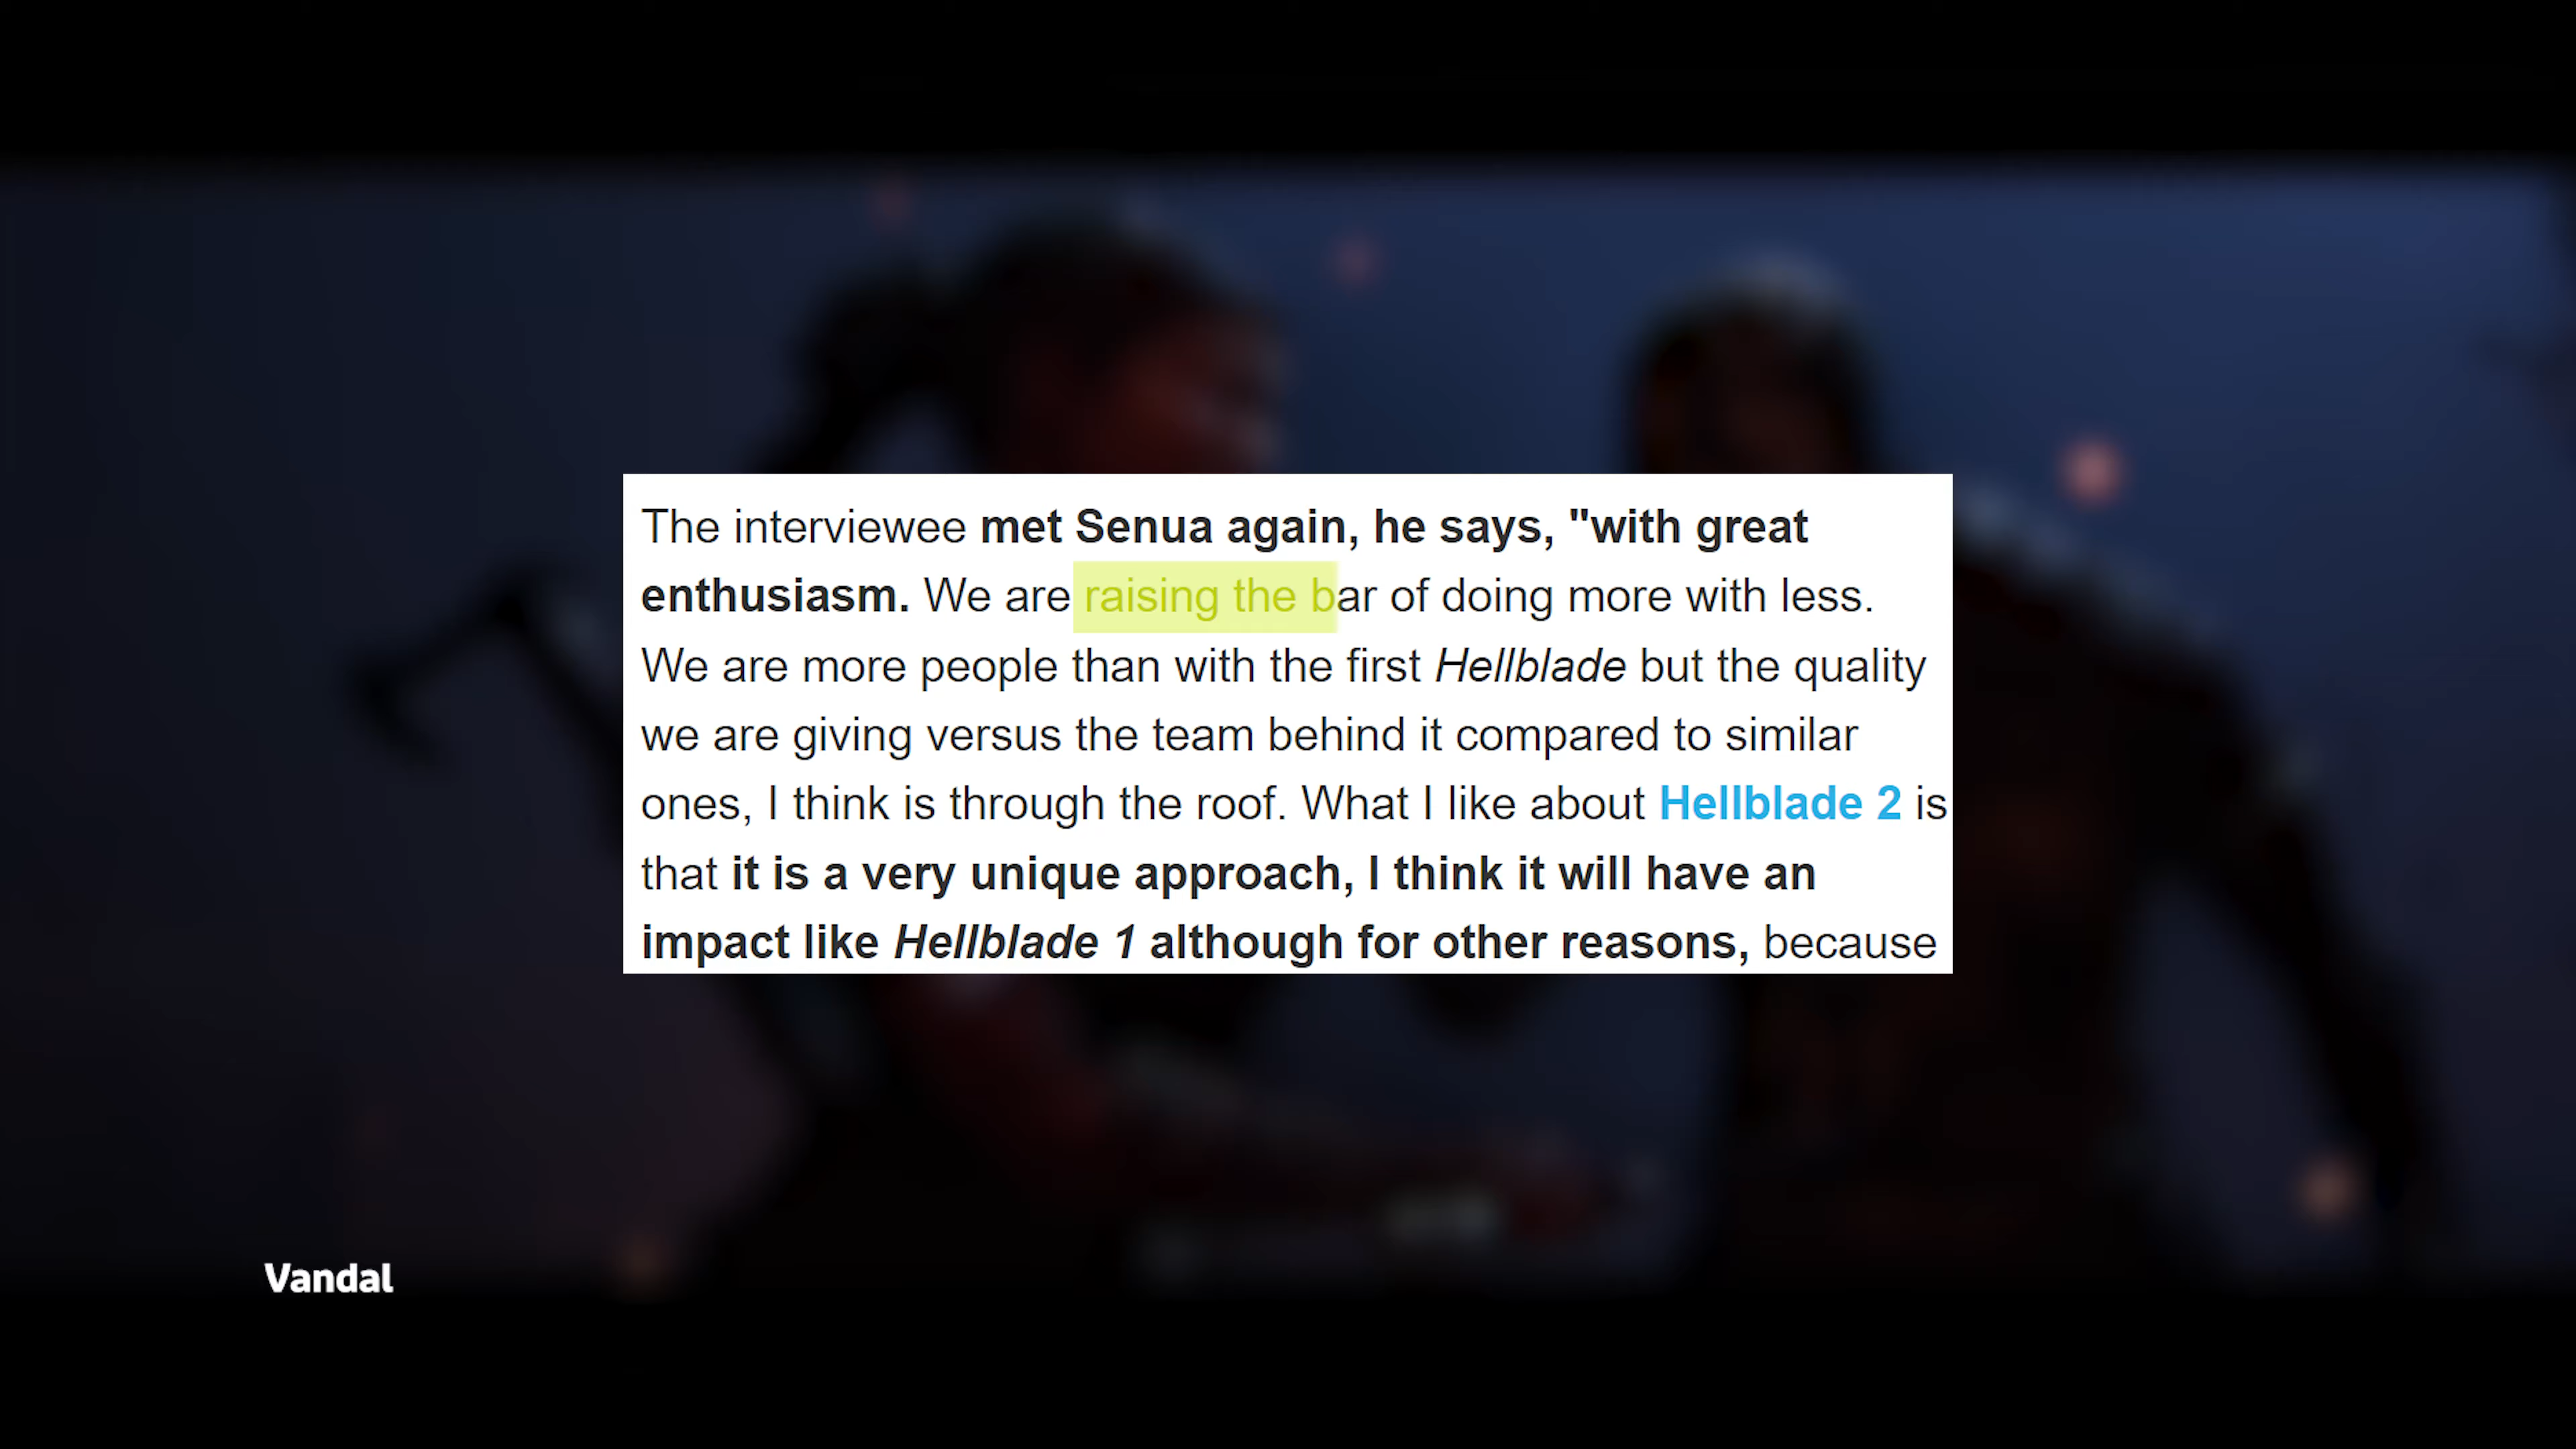 The interviewee met Senua again, he says, "with great
enthusiasm. We are raising the bar of doing more with less.
We are more people than with the first Hellblade but the quality
we are giving versus the team behind it compared to similar
ones, I think is through the roof. What I like about Hellblade 2 is
that it is a very unique approach, I think it will have an
impact like Hellblade 1 although for other reasons, because
Vandal